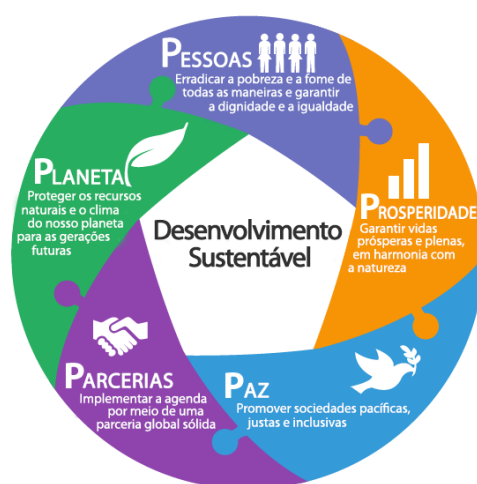 PESSOAS
Erradicar a pobreza e a fome de
todas as maneiras e garantir
a dignidade e a igualdade
PROSPERIDADE
Garantir vidas
prósperas e plenas,
em harmonia com
a natureza
PAZ
Promover sociedades pacíficas,
justas e inclusivas
PARCERIAS
Implementar a agenda
por meio de uma
parceria global sólida
PLANETA
Proteger os recursos
naturais e o clima
do nosso planeta
para as gerações
futuras
Desenvolvimento
Sustentável